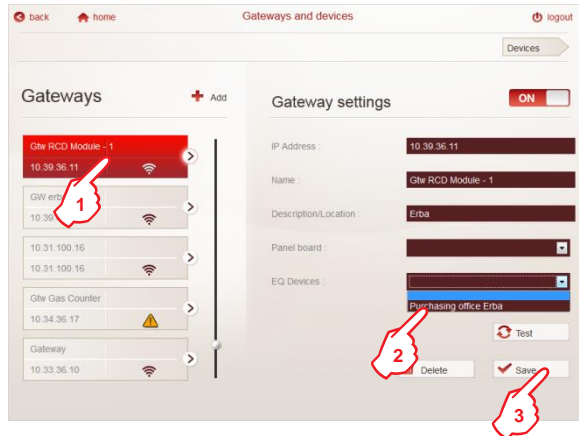 back home Gateways and devices logout
Devices
Gateways Add
Gateway settings ON
Gtw RCD Module - 1
10.39.36.11
GW erb
10.39.
10.31.100.16
10.31.100.16
Gtw Gas Counter
10.34.36.17
Gateway
10.33.36.10
IP Address : 10.39.36.11
Name : Gtw RCD Module - 1
Description/Location : Erba
Panel board :
EQ Devices :
Purchasing office Erba
Test
Delete Save
1
2
3